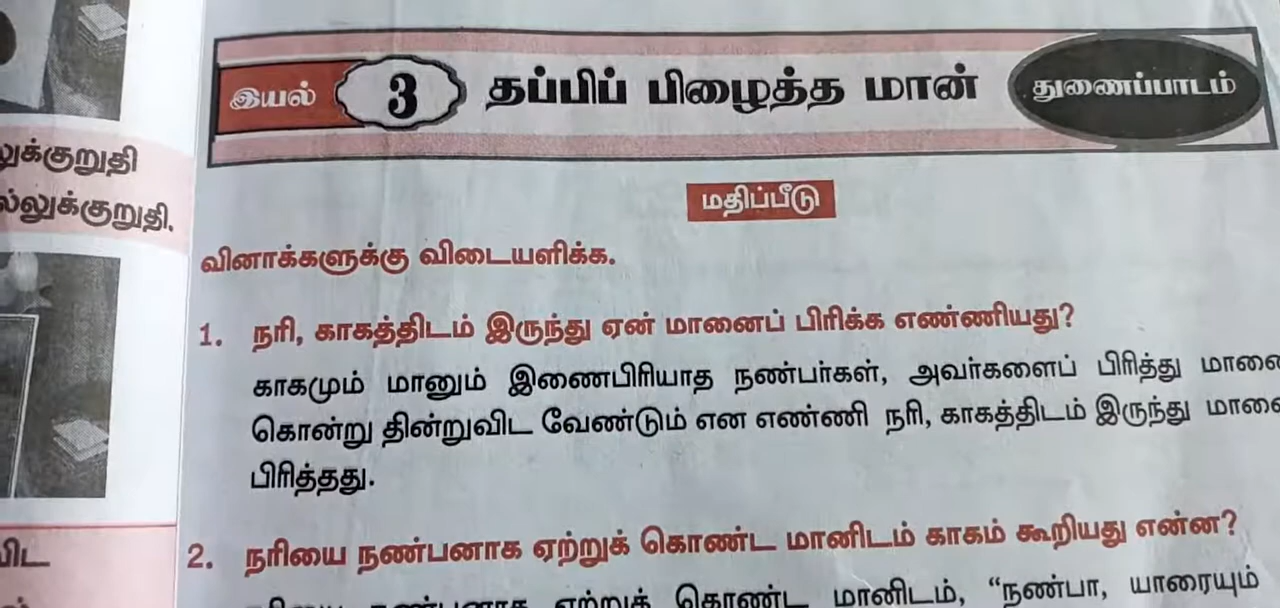 லுக்குறுதி
ல்லுக்குறுதி.
விட
இயல் 3 தப்பிப் பிழைத்த மான் துணைப்பாடம்
மதிப்பீடு
வினாக்களுக்கு விடையளிக்க.
1. நரி, காகத்திடம் இருந்து ஏன் மானைப் பிரிக்க எண்ணியது?
காகமும் மானும் இணைபிரியாத நண்பர்கள், அவர்களைப் பிரித்து மானை
கொன்று தின்றுவிட வேண்டும் என எண்ணி நரி, காகத்திடம் இருந்து மானை
பிரித்தது.
2. நரியை நண்பனாக ஏற்றுக் கொண்ட மானிடம் காகம் கூறியது என்ன?
நரியை நண்பனாக ஏற்றுக் கொண்ட மானிடம், “நண்பா, யாரையும்